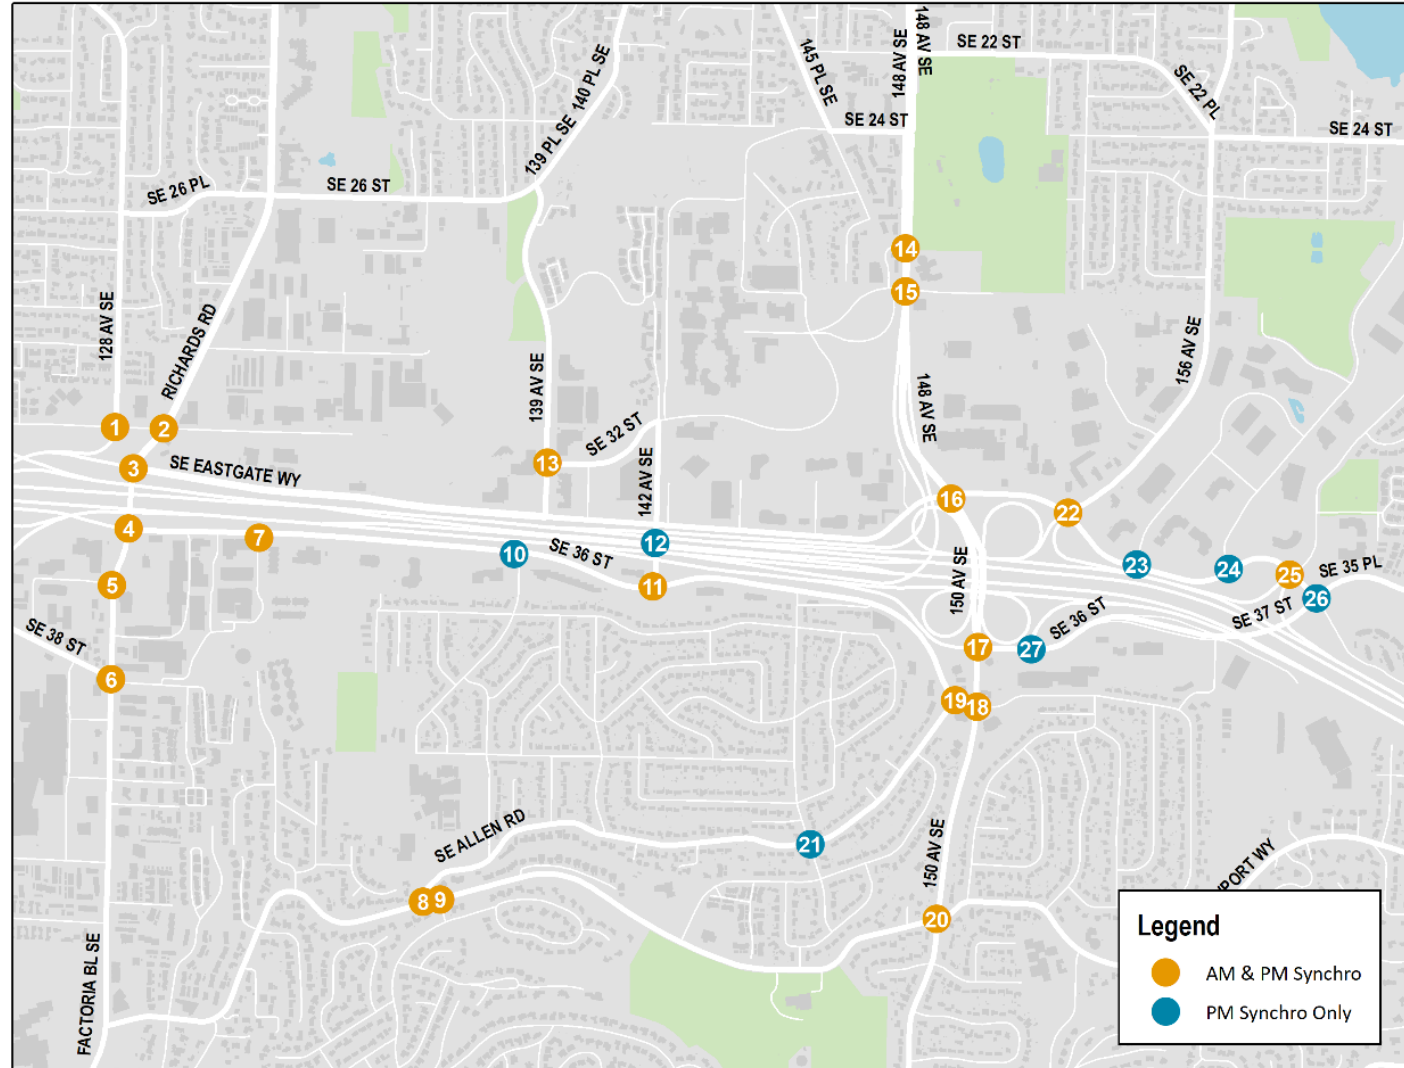 148 AV SE
140 PL SE
145 PL SE
148 AV SE
SE 22 ST
SE 22 PL
SE 24 ST
SE 24 ST
139 PL SE
SE 26 PL
SE 26 ST
14
15
128 AV SE
RICHARDS RD
139 AV SE
148 AV SE
156 AV SE
1
2
3
SE EASTGATE WY
13
SE 32 ST
142 AV SE
16
22
4
7
10
SE 36 ST
12
11
5
150 AV SE
23
24
25
SE 35 PL
26
SE 37 ST
SE 36 ST
SE 38 ST
6
17
27
19
18
SE ALLEN RD
21
150 AV SE
8
9
20
PORT WY
FACTORIA BL SE
Legend
AM & PM Synchro
PM Synchro Only